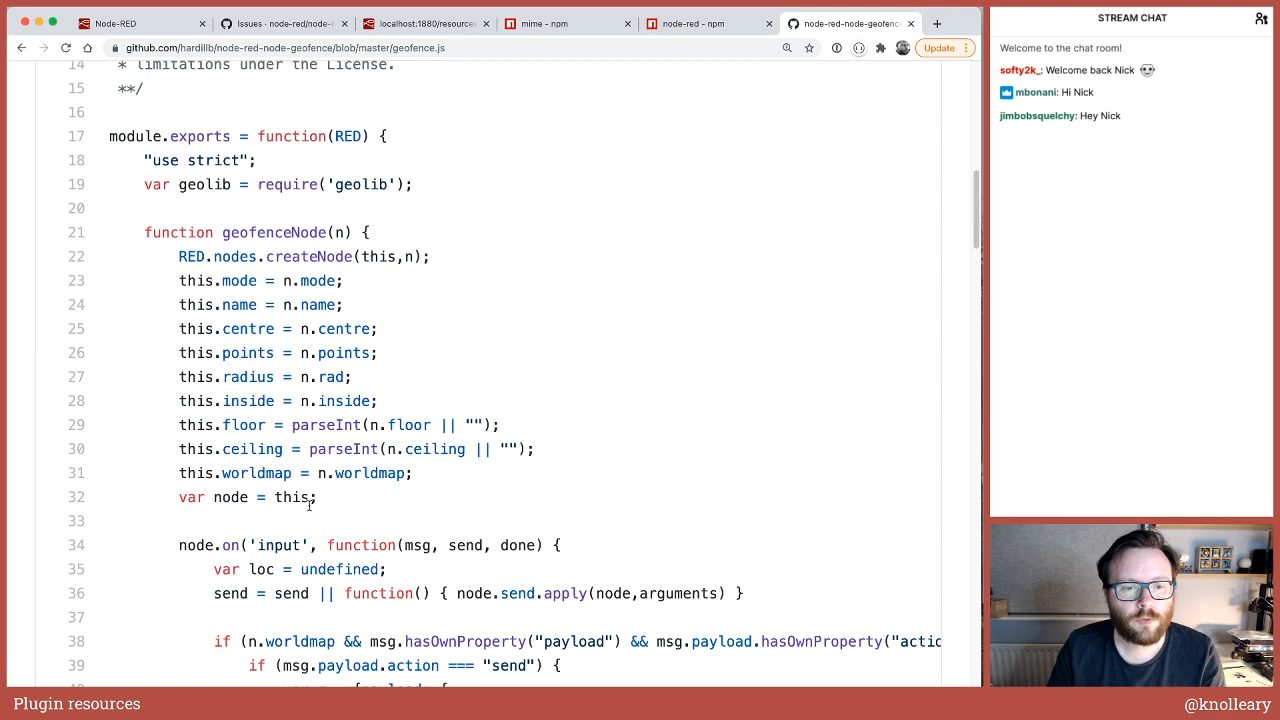 Node-RED
Issues · node-red/node-r
localhost:1880/resource
mime - npm
node-red - npm
node-red-node-geofence
github.com/hardillb/node-red-node-geofence/blob/master/geofence.js
Update
14 * limitations under the License.
15 **/
16
17 module.exports = function(RED) {
18 "use strict";
19 var geolib = require('geolib');
20
21 function geofenceNode(n) {
22 RED.nodes.createNode(this,n);
23 this.mode = n.mode;
24 this.name = n.name;
25 this.centre = n.centre;
26 this.points = n.points;
27 this.radius = n.rad;
28 this.inside = n.inside;
29 this.floor = parseInt(n.floor || "");
30 this.ceiling = parseInt(n.ceiling || "");
31 this.worldmap = n.worldmap;
32 var node = this;
33
34 node.on('input', function(msg, send, done) {
35 var loc = undefined;
36 send = send || function() { node.send.apply(node,arguments) }
37
38 if (n.worldmap && msg.hasOwnProperty("payload") && msg.payload.hasOwnProperty("actio
39 if (msg.payload.action === "send") {
STREAM CHAT
Welcome to the chat room!
softy2k_: Welcome back Nick
mbonani: Hi Nick
jimbobsquelchy: Hey Nick
Plugin resources
@knolleary